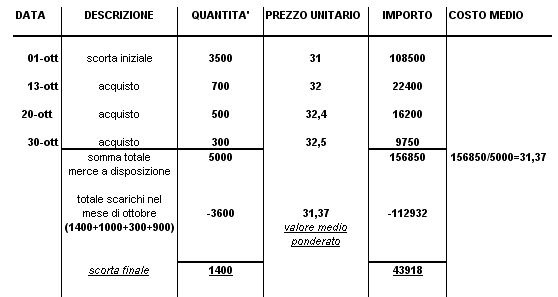 DATA DESCRIZIONE QUANTITA' PREZZO UNITARIO IMPORTO COSTO MEDIO
01-ott scorta iniziale 3500 31 108500
13-ott acquisto 700 32 22400
20-ott acquisto 500 32,4 16200
30-ott acquisto 300 32,5 9750
somma totale 5000 156850 156850/5000=31,37
merce a disposizione
totale scarichi nel
mese di ottobre -3600 31,37 -112932
(1400+1000+300+900) valore medio
ponderato
scorta finale 1400 43918